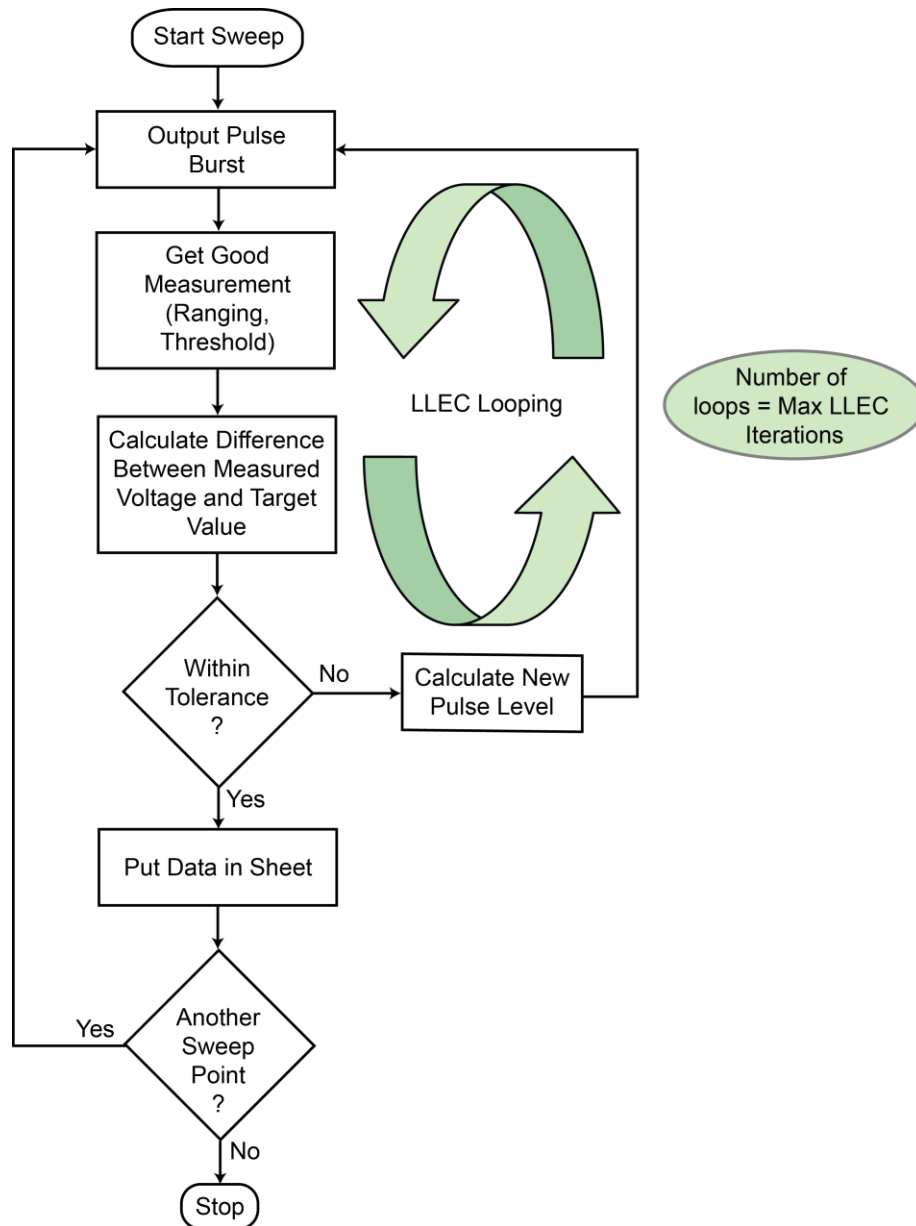 Start Sweep
Output Pulse
Burst
Get Good
Measurement
(Ranging,
Threshold)
LLEC Looping
Number of
loops = Max LLEC
Iterations
Calculate Difference
Between Measured
Voltage and Target
Value
Within
Tolerance
?
No
Calculate New
Pulse Level
Yes
Put Data in Sheet
Yes
Another
Sweep
Point
?
No
Stop